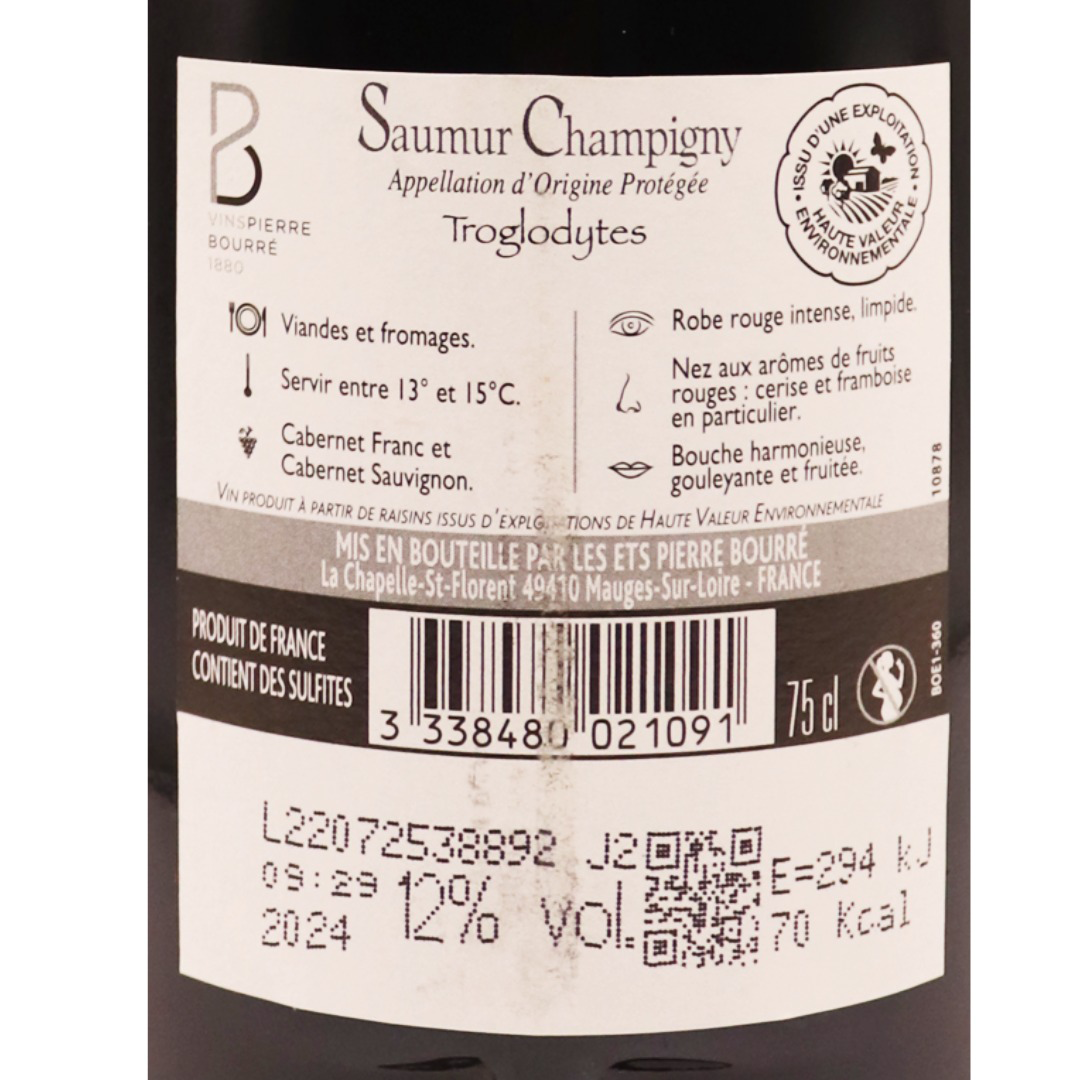 Saumur Champigny
Appellation d'Origine Protégée
Troglodytes
B
VINS PIERRE
BOURRÉ
1880
• ISSU D'UNE EXPLOITATION •
HAUTE VALEUR
ENVIRONNEMENTALE
Viandes et fromages.
Servir entre 13° et 15°C.
Cabernet Franc et
Cabernet Sauvignon.
Robe rouge intense, limpide.
Nez aux arômes de fruits
rouges : cerise et framboise
en particulier.
Bouche harmonieuse,
gouleyante et fruitée.
10878
VIN PRODUIT À PARTIR DE RAISINS ISSUS D'EXPLOITATIONS DE HAUTE VALEUR ENVIRONNEMENTALE
MIS EN BOUTEILLE PAR LES ETS PIERRE BOURRÉ
La Chapelle-St-Florent 49410 Mauges-Sur-Loire - FRANCE
PRODUIT DE FRANCE
CONTIENT DES SULFITES
3 338480 021091
75 cl
BOE1-360
L22072538892 J2
09:29 12% vol.
2024
E=294 kJ
70 Kcal